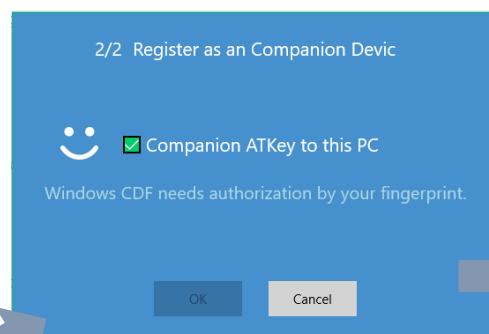 2/2 Register as an Companion Devic
Companion ATKey to this PC
Windows CDF needs authorization by your fingerprint.
OK
Cancel